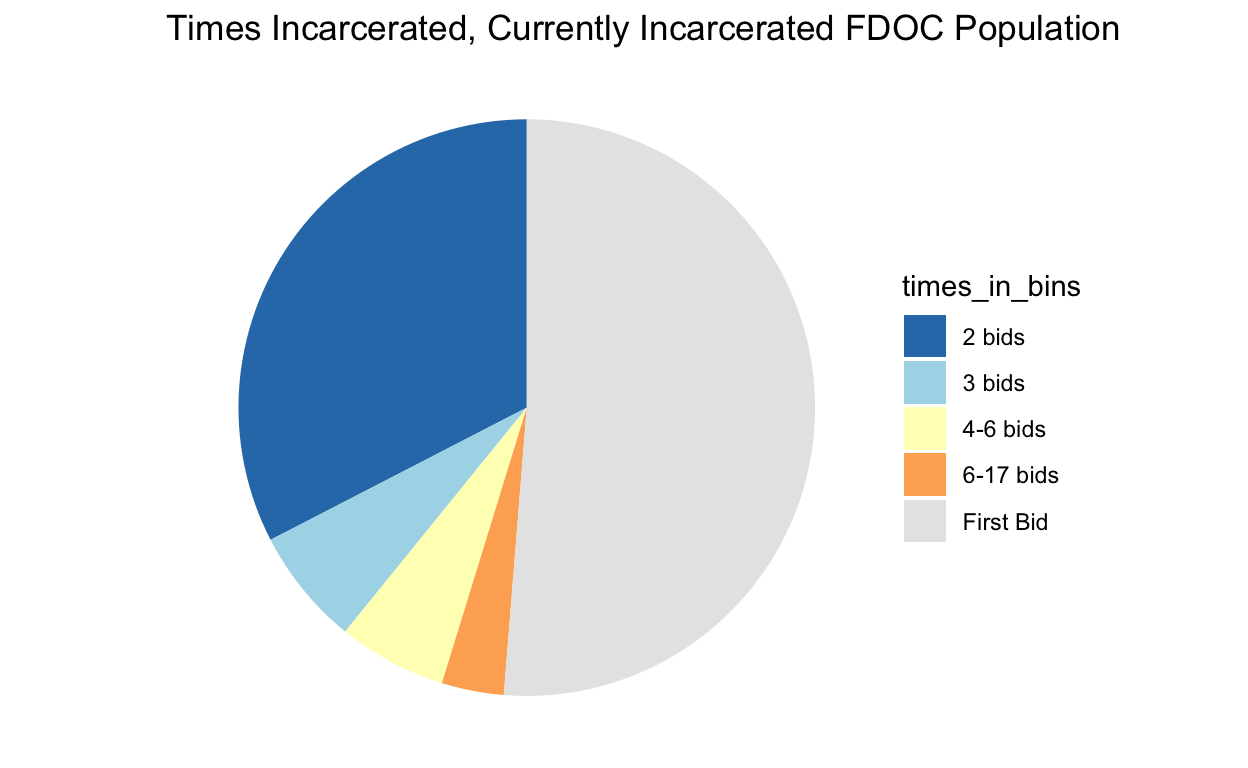 Times Incarcerated, Currently Incarcerated FDOC Population
times_in_bins
2 bids
3 bids
4-6 bids
6-17 bids
First Bid